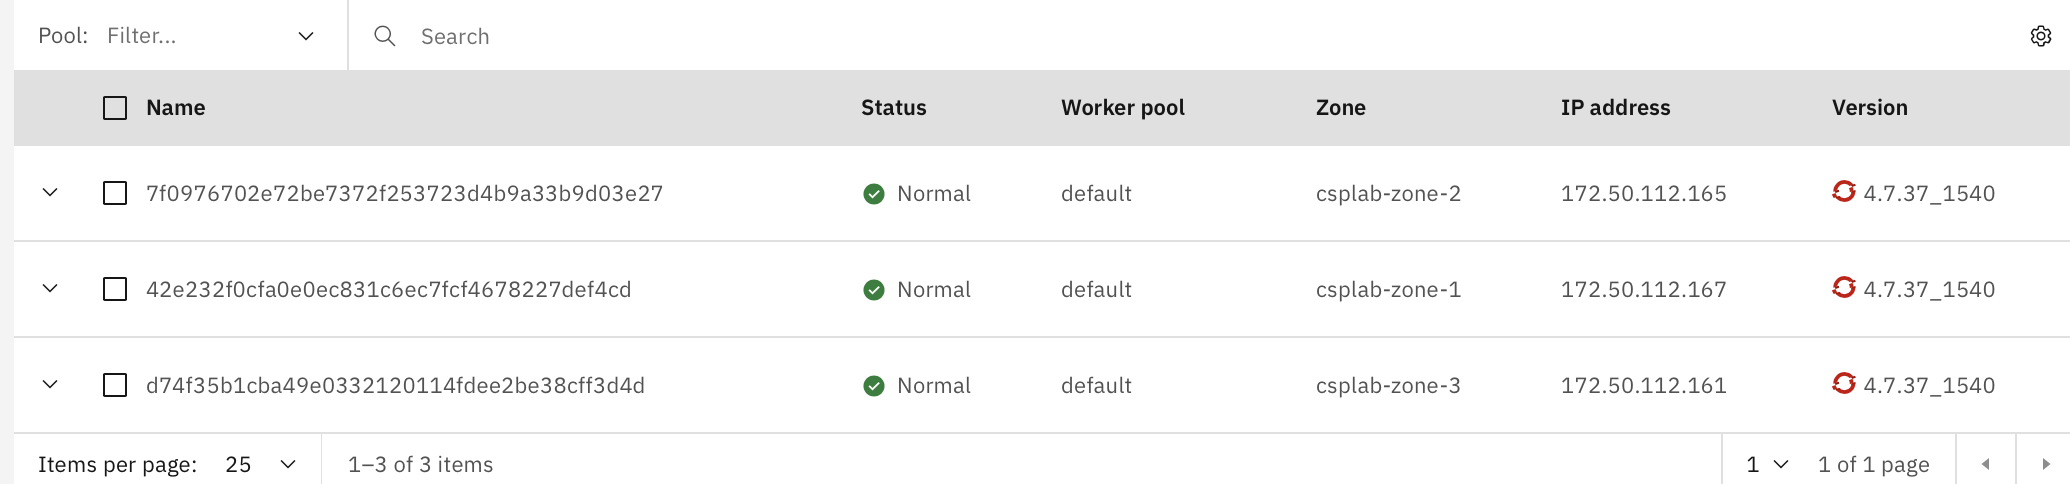 Pool: Filter... Search
Name Status Worker pool Zone IP address Version
7f0976702e72be7372f253723d4b9a33b9d03e27 Normal default csplab-zone-2 172.50.112.165 4.7.37_1540
42e232f0cfa0e0ec831c6ec7fcf4678227def4cd Normal default csplab-zone-1 172.50.112.167 4.7.37_1540
d74f35b1cba49e0332120114fdee2be38cff3d4d Normal default csplab-zone-3 172.50.112.161 4.7.37_1540
Items per page: 25 1–3 of 3 items 1 1 of 1 page